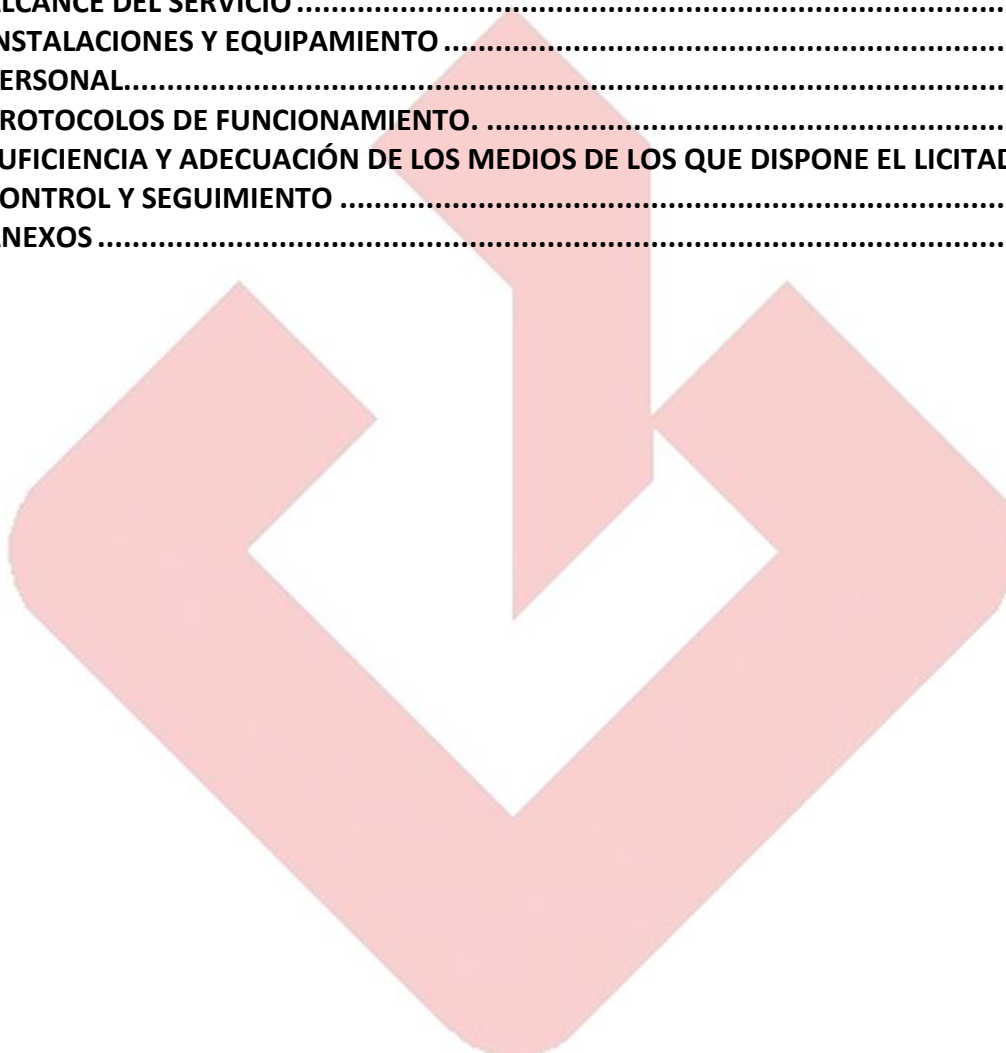 LCANCE DEL SERVICIO ..........................................................................
NSTALACIONES Y EQUIPAMIENTO ..........................................................
ERSONAL..........................................................................................
ROTOCOLOS DE FUNCIONAMIENTO. .....................................................
UFICIENCIA Y ADECUACIÓN DE LOS MEDIOS DE LOS QUE DISPONE EL LICITAD
ONTROL Y SEGUIMIENTO ......................................................................
NEXOS ..............................................................................................